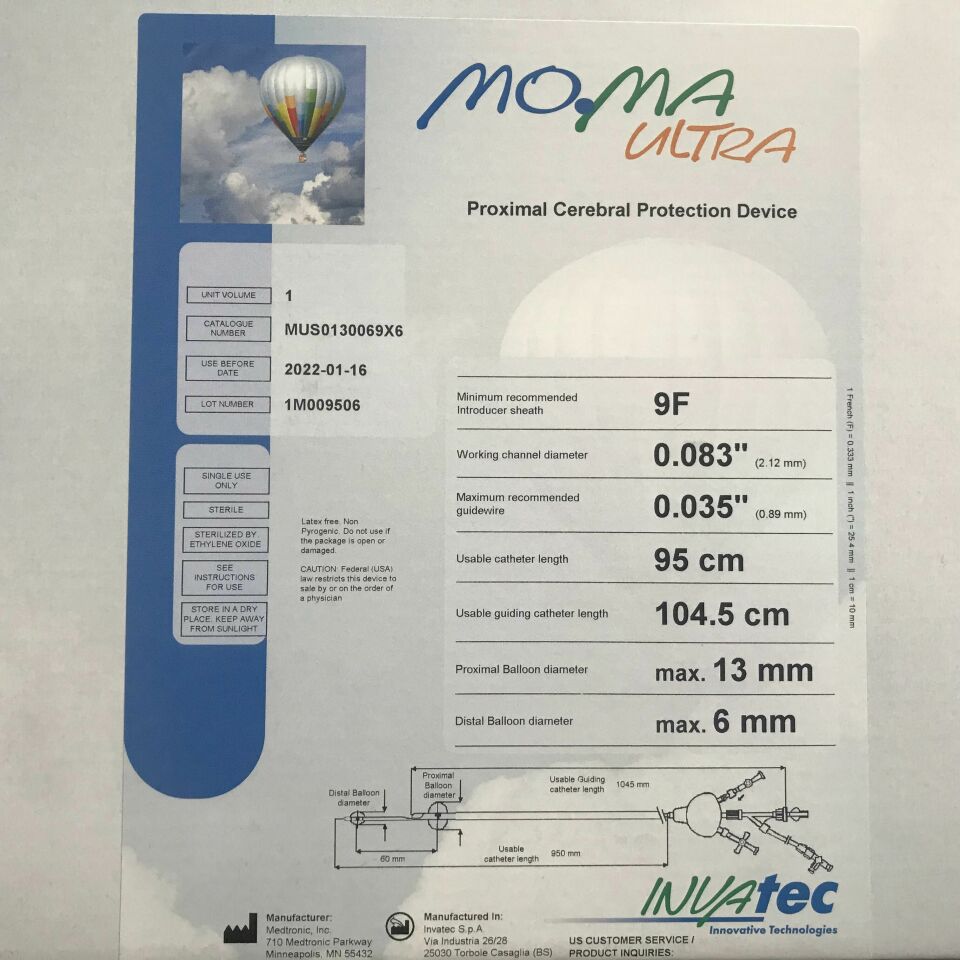 MO.MA
ULTRA
Proximal Cerebral Protection Device
UNIT VOLUME 1
CATALOGUE
NUMBER MUS0130069X6
USE BEFORE
DATE 2022-01-16
LOT NUMBER 1M009506
SINGLE USE
ONLY
STERILE
STERILIZED BY
ETHYLENE OXIDE
SEE
INSTRUCTIONS
FOR USE
STORE IN A DRY
PLACE. KEEP AWAY
FROM SUNLIGHT
Latex free. Non
Pyrogenic. Do not use if
the package is open or
damaged.
CAUTION: Federal (USA)
law restricts this device to
sale by or on the order of
a physician
Minimum recommended
Introducer sheath 9F
Working channel diameter 0.083" (2.12 mm)
Maximum recommended
guidewire 0.035" (0.89 mm)
Usable catheter length 95 cm
Usable guiding catheter length 104.5 cm
Proximal Balloon diameter max. 13 mm
Distal Balloon diameter max. 6 mm
1 French (F) = 0.333 mm || 1 inch (") = 25.4 mm || 1 cm = 10 mm
Distal Balloon
diameter
Proximal
Balloon
diameter
Usable Guiding
catheter length 1045 mm
60 mm
Usable
catheter length 950 mm
INVAtec
Innovative Technologies
Manufacturer:
Medtronic, Inc.
710 Medtronic Parkway
Minneapolis, MN 55432
Manufactured In:
Invatec S.p.A.
Via Industria 26/28
25030 Torbole Casaglia (BS)
US CUSTOMER SERVICE /
PRODUCT INQUIRIES: